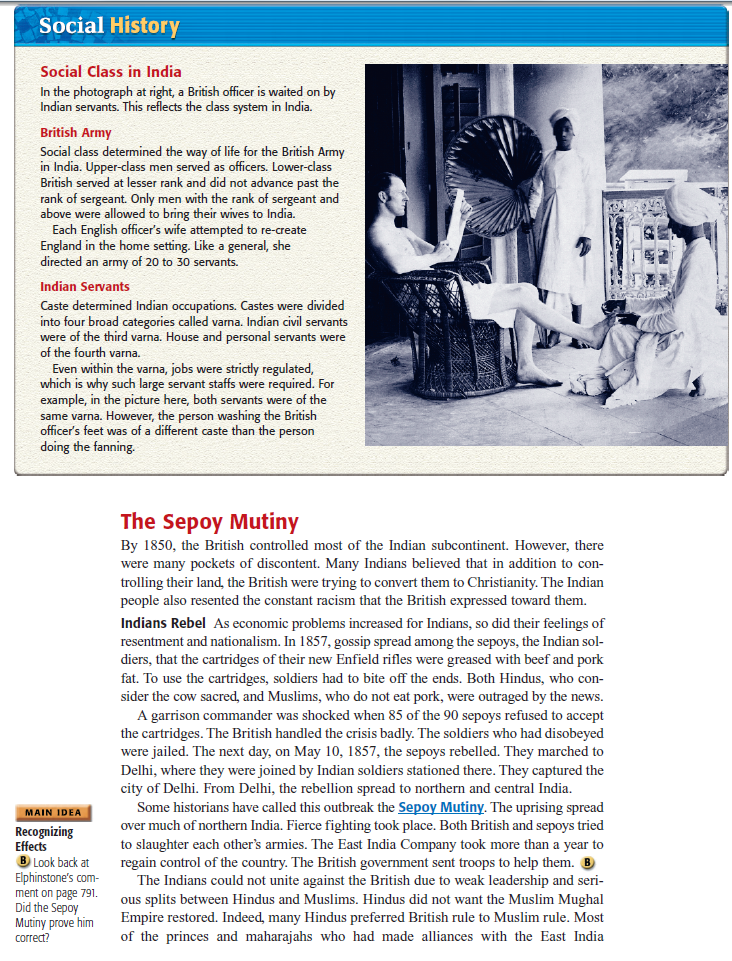 Social History
Social Class in India
In the photograph at right, a British officer is waited on by
Indian servants. This reflects the class system in India.
British Army
Social class determined the way of life for the British Army
in India. Upper-class men served as officers. Lower-class
British served at lesser rank and did not advance past the
rank of sergeant. Only men with the rank of sergeant and
above were allowed to bring their wives to India.
Each English officer's wife attempted to re-create
England in the home setting. Like a general, she
directed an army of 20 to 30 servants.
Indian Servants
Caste determined Indian occupations. Castes were divided
into four broad categories called varna. Indian civil servants
were of the third varna. House and personal servants were
of the fourth varna.
Even within the varna, jobs were strictly regulated,
which is why such large servant staffs were required. For
example, in the picture here, both servants were of the
same varna. However, the person washing the British
officer's feet was of a different caste than the person
doing the fanning.
The Sepoy Mutiny
By 1850, the British controlled most of the Indian subcontinent. However, there
were many pockets of discontent. Many Indians believed that in addition to con-
trolling their land, the British were trying to convert them to Christianity. The Indian
people also resented the constant racism that the British expressed toward them.
Indians Rebel As economic problems increased for Indians, so did their feelings of
resentment and nationalism. In 1857, gossip spread among the sepoys, the Indian sol-
diers, that the cartridges of their new Enfield rifles were greased with beef and pork
fat. To use the cartridges, soldiers had to bite off the ends. Both Hindus, who con-
sider the cow sacred, and Muslims, who do not eat pork, were outraged by the news.
A garrison commander was shocked when 85 of the 90 sepoys refused to accept
the cartridges. The British handled the crisis badly. The soldiers who had disobeyed
were jailed. The next day, on May 10, 1857, the sepoys rebelled. They marched to
Delhi, where they were joined by Indian soldiers stationed there. They captured the
city of Delhi. From Delhi, the rebellion spread to northern and central India.
Some historians have called this outbreak the Sepoy Mutiny. The uprising spread
over much of northern India. Fierce fighting took place. Both British and sepoys tried
to slaughter each other's armies. The East India Company took more than a year to
regain control of the country. The British government sent troops to help them. B
The Indians could not unite against the British due to weak leadership and seri-
ous splits between Hindus and Muslims. Hindus did not want the Muslim Mughal
Empire restored. Indeed, many Hindus preferred British rule to Muslim rule. Most
of the princes and maharajahs who had made alliances with the East India
MAIN IDEA
Recognizing
Effects
B Look back at
Elphinstone's com-
ment on page 791.
Did the Sepoy
Mutiny prove him
correct?